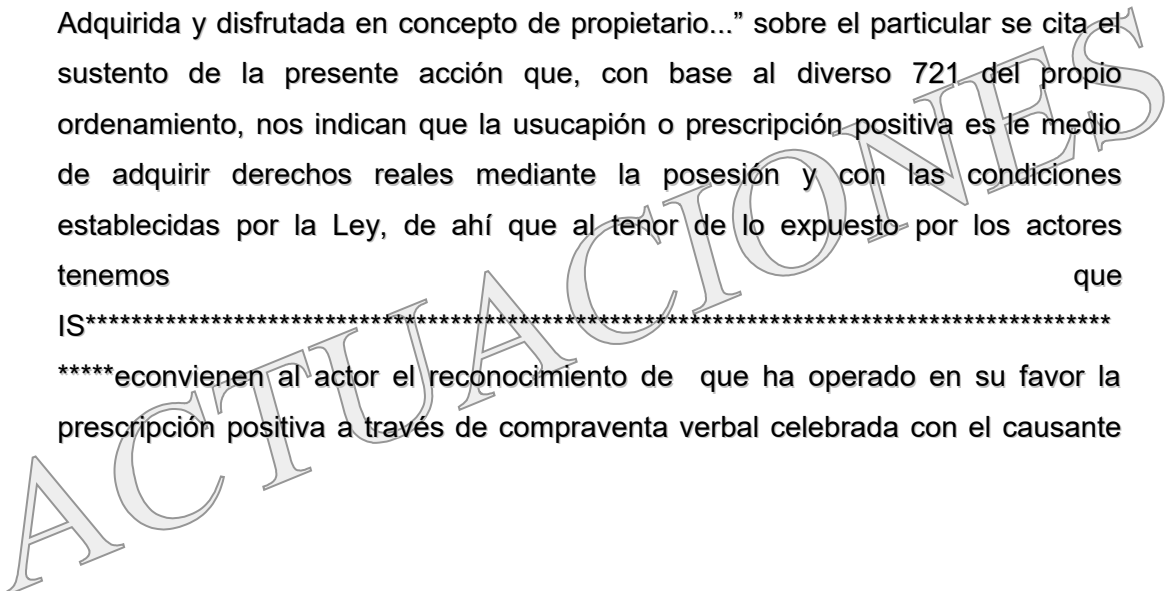 Adquirida y disfrutada en concepto de propietario...” sobre el particular se cita el
sustento de la presente acción que, con base al diverso 721 del propio
ordenamiento, nos indican que la usucapión o prescripción positiva es le medio
de adquirir derechos reales mediante la posesión y con las condiciones
establecidas por la Ley, de ahí que al tenor de lo expuesto por los actores
tenemos que
IS******************************************************************************************
*****econvienen al actor el reconocimiento de que ha operado en su favor la
prescripción positiva a través de compraventa verbal celebrada con el causante
ACTUACIONES